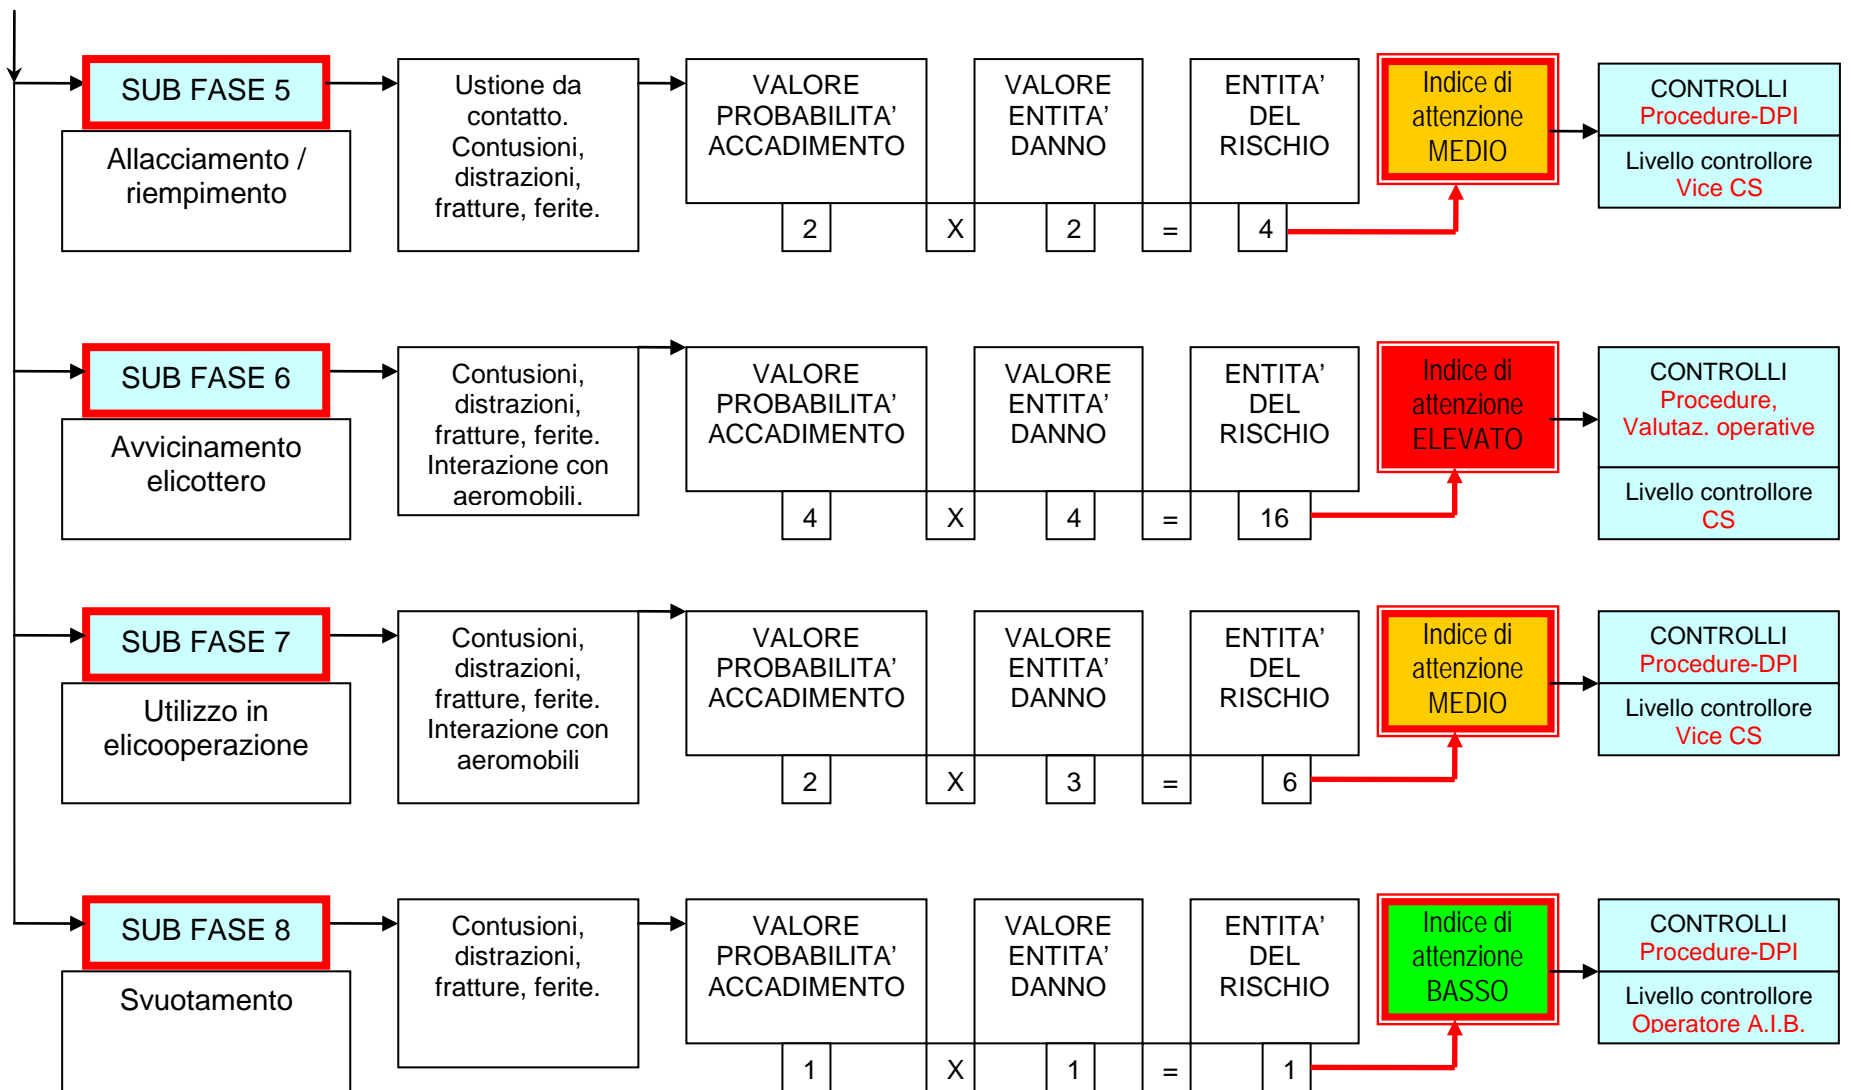 SUB FASE 5
Allacciamento /
riempimento
Ustione da
contatto.
Contusioni,
distrazioni,
fratture, ferite.
VALORE
PROBABILITA’
ACCADIMENTO
2
X
VALORE
ENTITA’
DANNO
2
=
ENTITA’
DEL
RISCHIO
4
Indice di
attenzione
MEDIO
CONTROLLI
Procedure-DPI
Livello controllore
Vice CS
SUB FASE 6
Avvicinamento
elicottero
Contusioni,
distrazioni,
fratture, ferite.
Interazione con
aeromobili.
VALORE
PROBABILITA’
ACCADIMENTO
4
X
VALORE
ENTITA’
DANNO
4
=
ENTITA’
DEL
RISCHIO
16
Indice di
attenzione
ELEVATO
CONTROLLI
Procedure,
Valutaz. operative
Livello controllore
CS
SUB FASE 7
Utilizzo in
elicooperazione
Contusioni,
distrazioni,
fratture, ferite.
Interazione con
aeromobili
VALORE
PROBABILITA’
ACCADIMENTO
2
X
VALORE
ENTITA’
DANNO
3
=
ENTITA’
DEL
RISCHIO
6
Indice di
attenzione
MEDIO
CONTROLLI
Procedure-DPI
Livello controllore
Vice CS
SUB FASE 8
Svuotamento
Contusioni,
distrazioni,
fratture, ferite.
VALORE
PROBABILITA’
ACCADIMENTO
1
X
VALORE
ENTITA’
DANNO
1
=
ENTITA’
DEL
RISCHIO
1
Indice di
attenzione
BASSO
CONTROLLI
Procedure-DPI
Livello controllore
Operatore A.I.B.